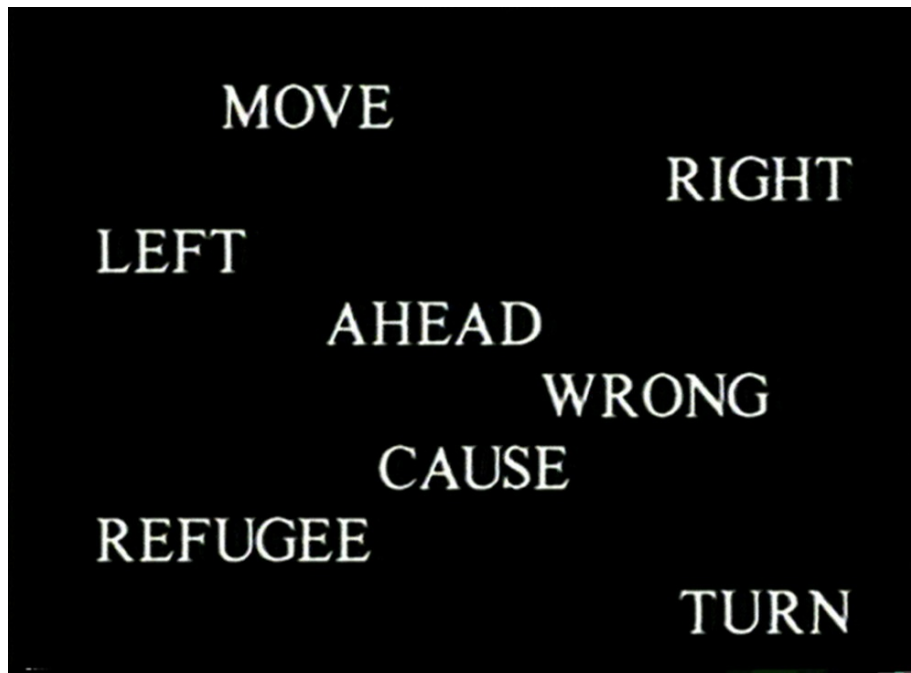 MOVE
RIGHT
LEFT
AHEAD
WRONG
CAUSE
REFUGEE
TURN